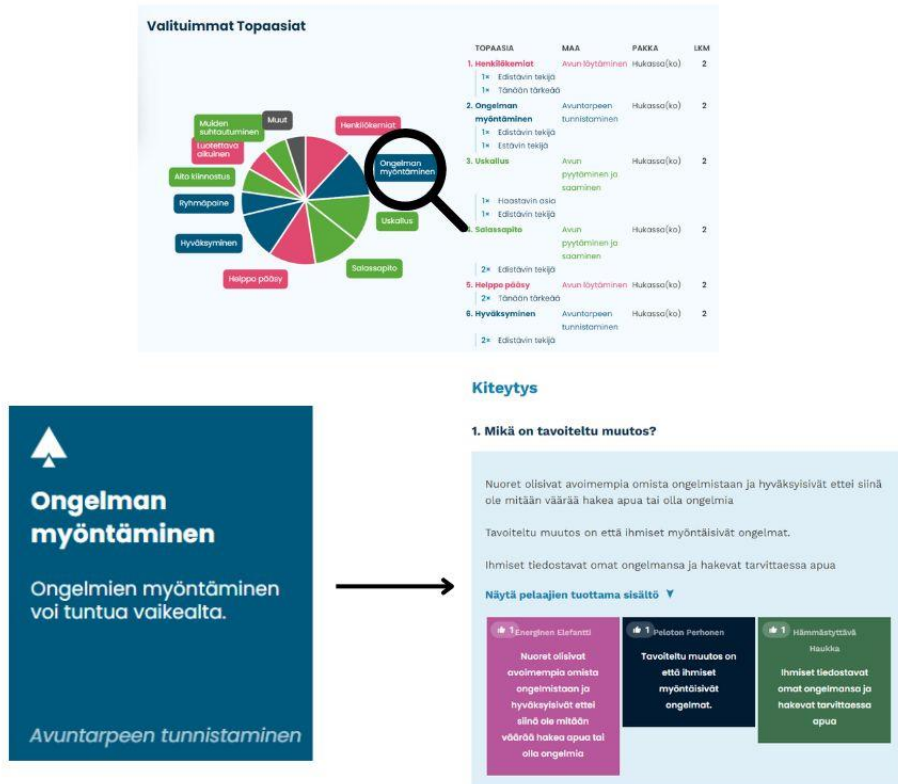 Valituimmat Topaasiat
TOPAASIA MAA PAKKA LKM
1. Henkilökemiat Avun löytäminen Hukassa(ko) 2
1× Edistävin tekijä
1× Tänään tärkeää
2. Ongelman Avuntarpeen Hukassa(ko) 2
myöntäminen tunnistaminen
1× Edistävin tekijä
1× Estävin tekijä
3. Uskallus Avun Hukassa(ko) 2
pyytäminen ja
saaminen
1× Haastavin asia
1× Edistävin tekijä
4. Salassapito Avun Hukassa(ko) 2
pyytäminen ja
saaminen
2× Edistävin tekijä
5. Helppo pääsy Avun löytäminen Hukassa(ko) 2
2× Tänään tärkeää
6. Hyväksyminen Avuntarpeen Hukassa(ko) 2
tunnistaminen
2× Edistävin tekijä
Muut
Henkilökemiat
Ongelman
myöntäminen
Uskallus
Salassapito
Helppo pääsy
Hyväksyminen
Ryhmäpaine
Aito kiinnostus
Luotettava
aikuinen
Muiden
suhtautuminen
Ongelman
myöntäminen
Ongelmien myöntäminen
voi tuntua vaikealta.
Avuntarpeen tunnistaminen
Kiteytys
1. Mikä on tavoiteltu muutos?
Nuoret olisivat avoimempia omista ongelmistaan ja hyväksyisivät ettei siinä
ole mitään väärää hakea apua tai olla ongelmia
Tavoiteltu muutos on että ihmiset myöntäisivät ongelmat.
Ihmiset tiedostavat omat ongelmansa ja hakevat tarvittaessa apua
Näytä pelaajien tuottama sisältö
1 Energinen Elefantti
Nuoret olisivat
avoimempia omista
ongelmistaan ja
hyväksyisivät ettei
siinä ole mitään
väärää hakea apua tai
olla ongelmia
1 Peloton Perhonen
Tavoiteltu muutos on
että ihmiset
myöntäisivät
ongelmat.
1 Hämmästyttävä
Haukka
Ihmiset tiedostavat
omat ongelmansa ja
hakevat tarvittaessa
apua